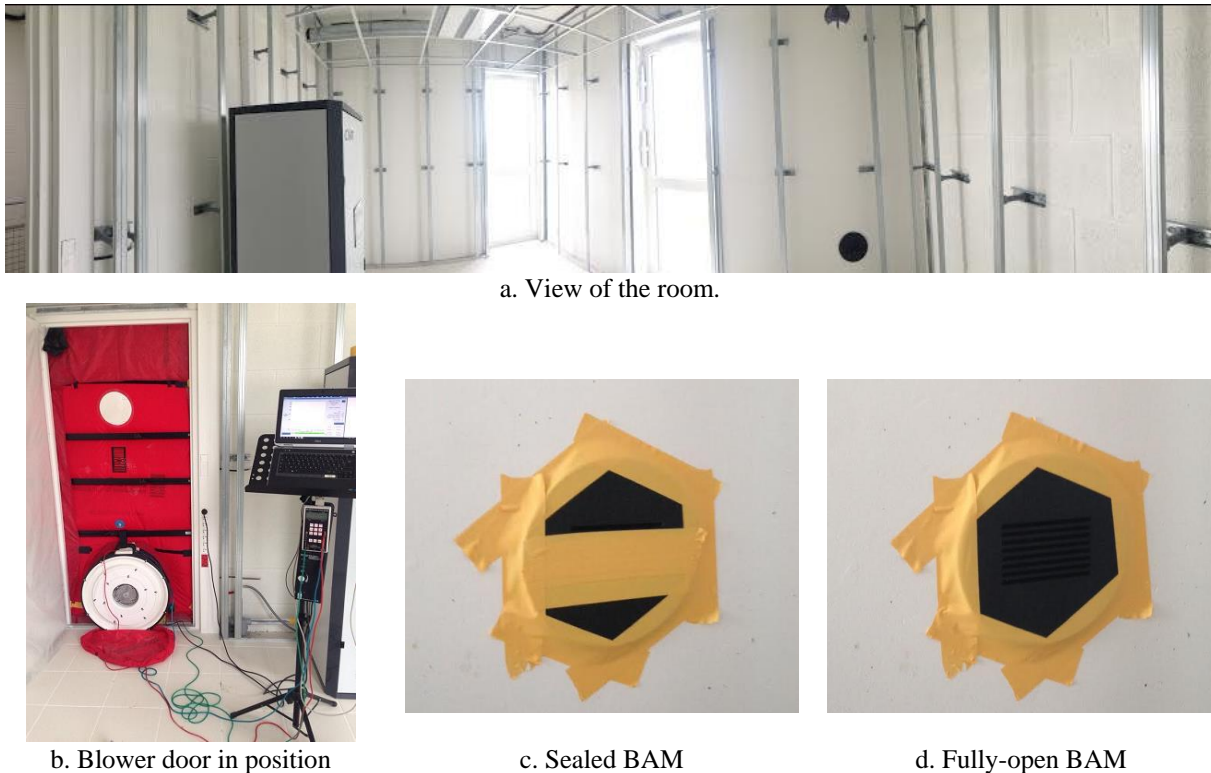 a. View of the room.
b. Blower door in position
c. Sealed BAM
d. Fully-open BAM